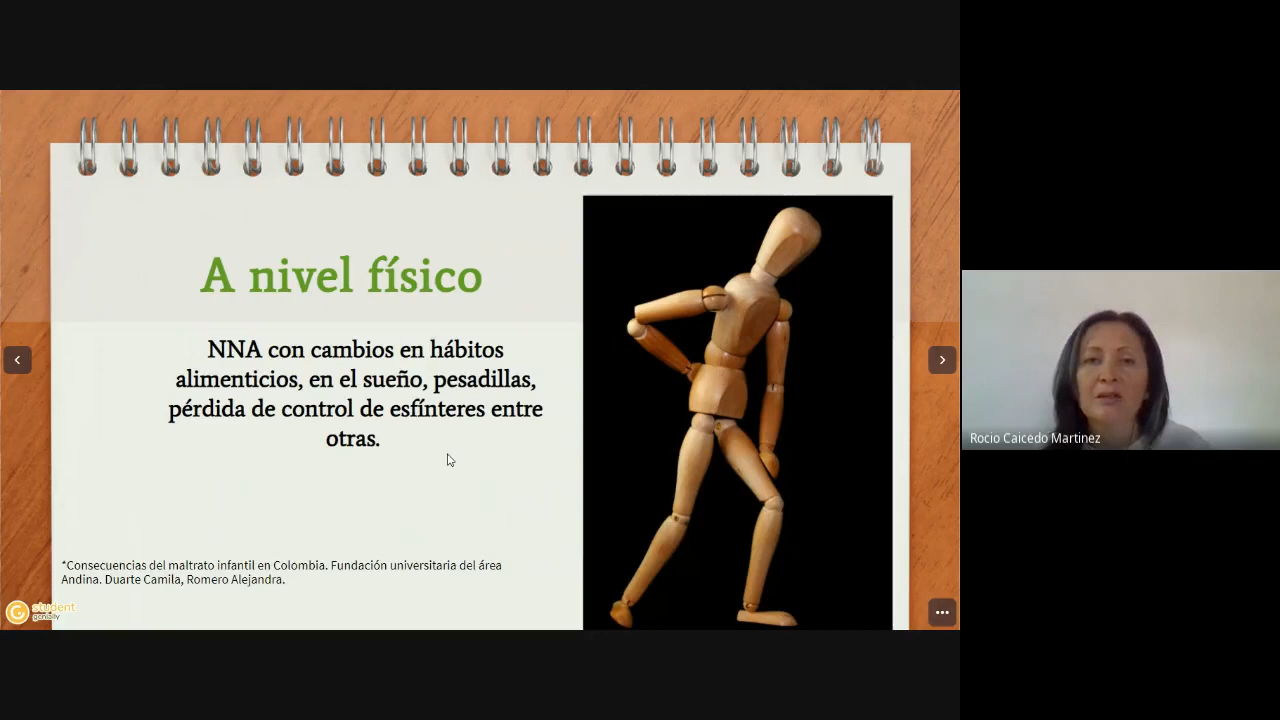 A nivel físico
NNA con cambios en hábitos
alimenticios, en el sueño, pesadillas,
pérdida de control de esfínteres entre
otras.
*Consecuencias del maltrato infantil en Colombia. Fundación universitaria del área
Andina. Duarte Camila, Romero Alejandra.
student
genially
Rocio Caicedo Martinez